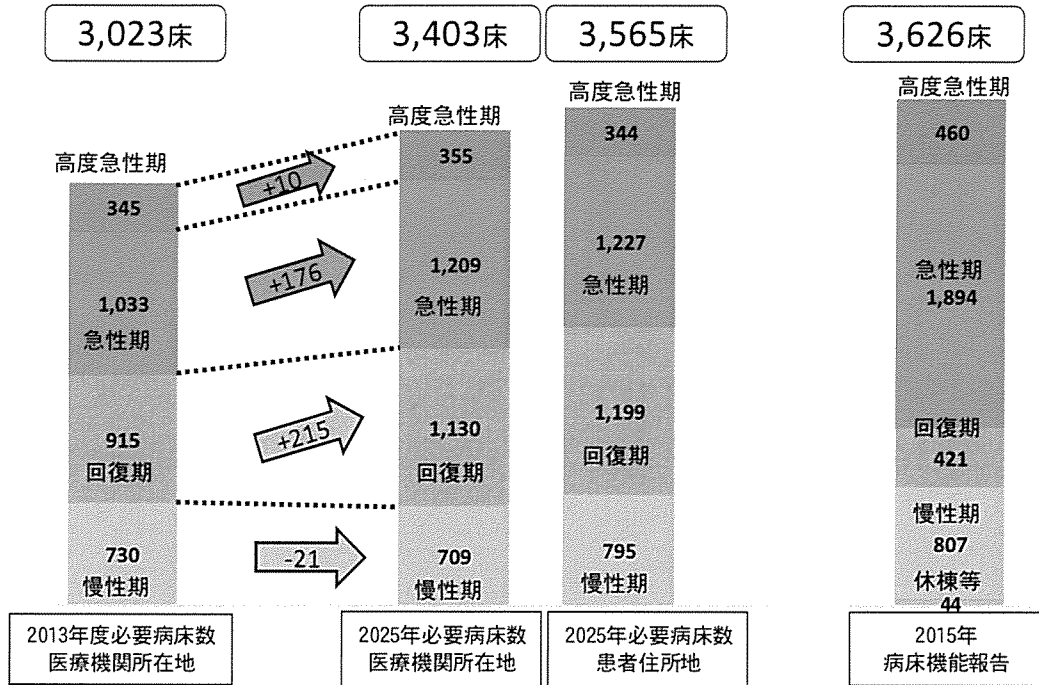 3,023床
3,403床
3,565床
3,626床
高度急性期
345
1,033
急性期
915
回復期
730
慢性期
+10
+176
+215
-21
高度急性期
355
1,209
急性期
1,130
回復期
709
慢性期
高度急性期
344
1,227
急性期
1,199
回復期
795
慢性期
高度急性期
460
急性期
1,894
回復期
421
慢性期
807
休棟等
44
2013年度必要病床数
医療機関所在地
2025年必要病床数
医療機関所在地
2025年必要病床数
患者住所地
2015年
病床機能報告